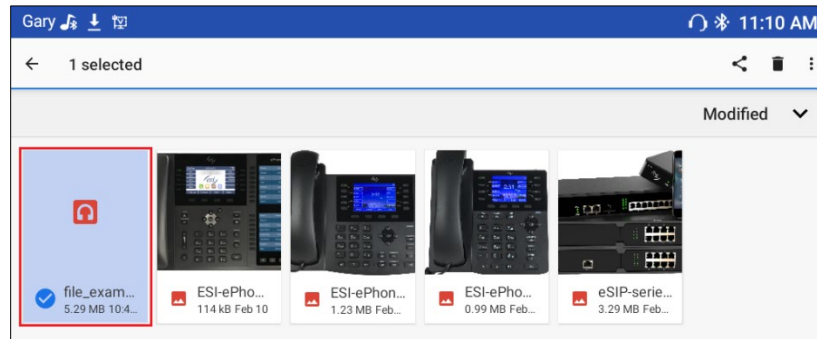 Gary
11:10 AM
1 selected
Modified
file_exam...
5.29 MB 10:4...
ESI-ePho...
114 kB Feb 10
ESI-ePhon...
1.23 MB Feb...
ESI-ePho...
0.99 MB Feb...
eSIP-serie...
3.29 MB Feb...